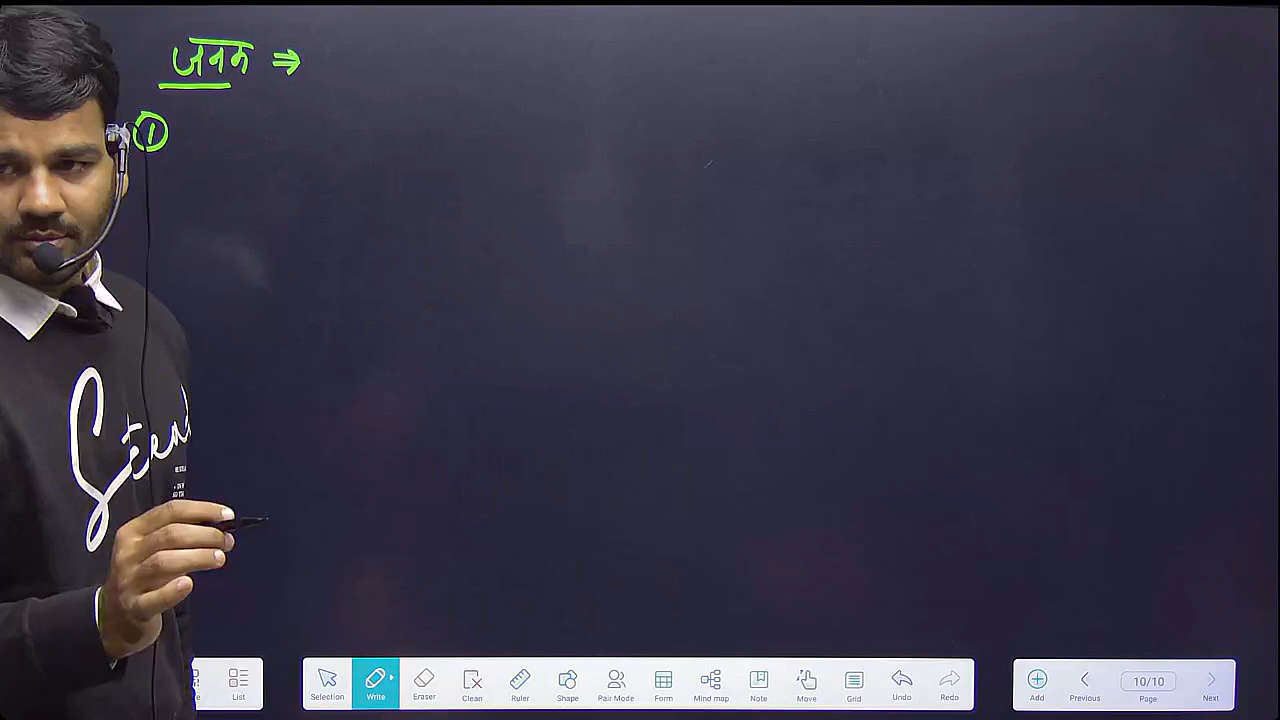 जनक ⇒
①
List
Selection
Write
Eraser
Clean
Ruler
Shape
Pair Mode
Form
Mind map
Note
Move
Grid
Undo
Redo
Add
Previous
10/10
Page
Next